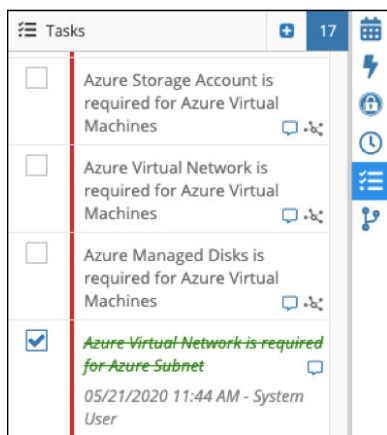 Tasks 17
Azure Storage Account is
required for Azure Virtual
Machines
Azure Virtual Network is
required for Azure Virtual
Machines
Azure Managed Disks is
required for Azure Virtual
Machines
Azure Virtual Network is required
for Azure Subnet
05/21/2020 11:44 AM - System
User